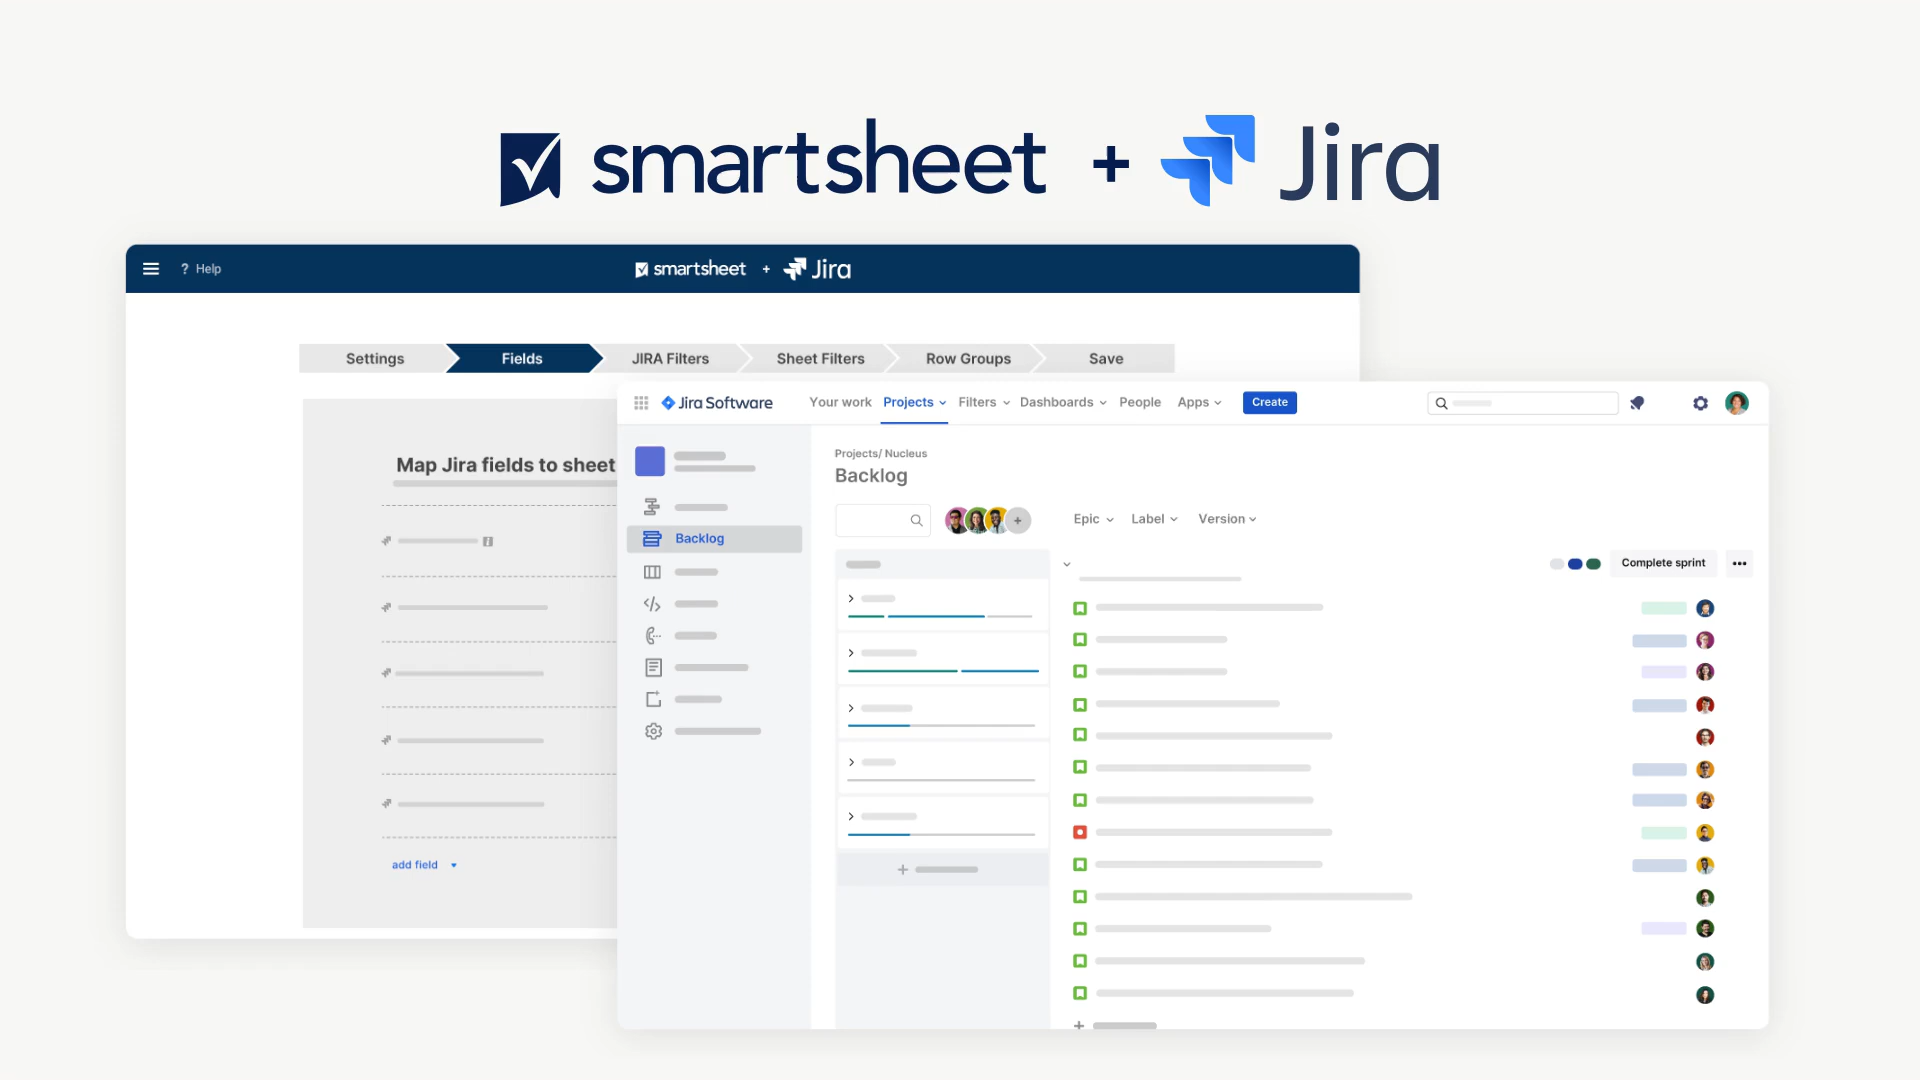 smartsheet + Jira
? Help
smartsheet + Jira
Settings
Fields
JIRA Filters
Sheet Filters
Row Groups
Save
Map Jira fields to sheet
add field
Jira Software
Your work
Projects
Filters
Dashboards
People
Apps
Create
Backlog
Projects/ Nucleus
Backlog
Epic
Label
Version
Complete sprint